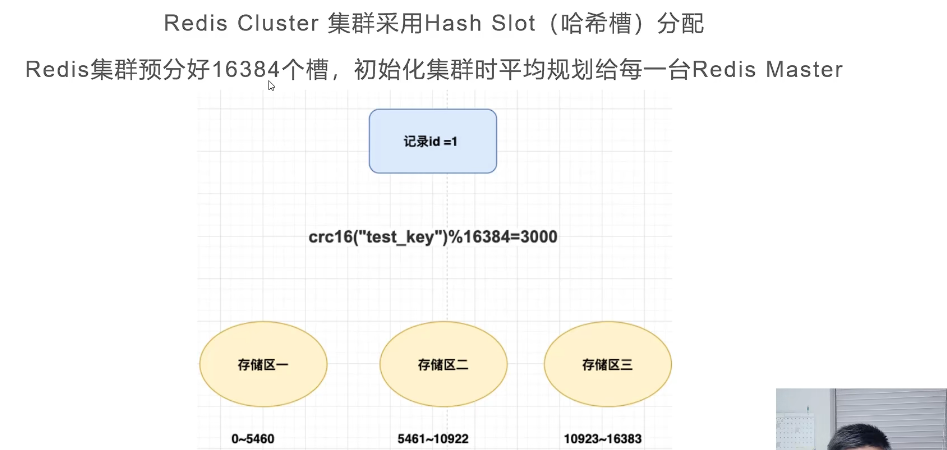 Redis Cluster 集群采用Hash Slot（哈希槽）分配
Redis集群预分好16384个槽，初始化集群时平均规划给每一台Redis Master
记录id =1
crc16("test_key")%16384=3000
存储区一
存储区二
存储区三
0~5460
5461~10922
10923~16383